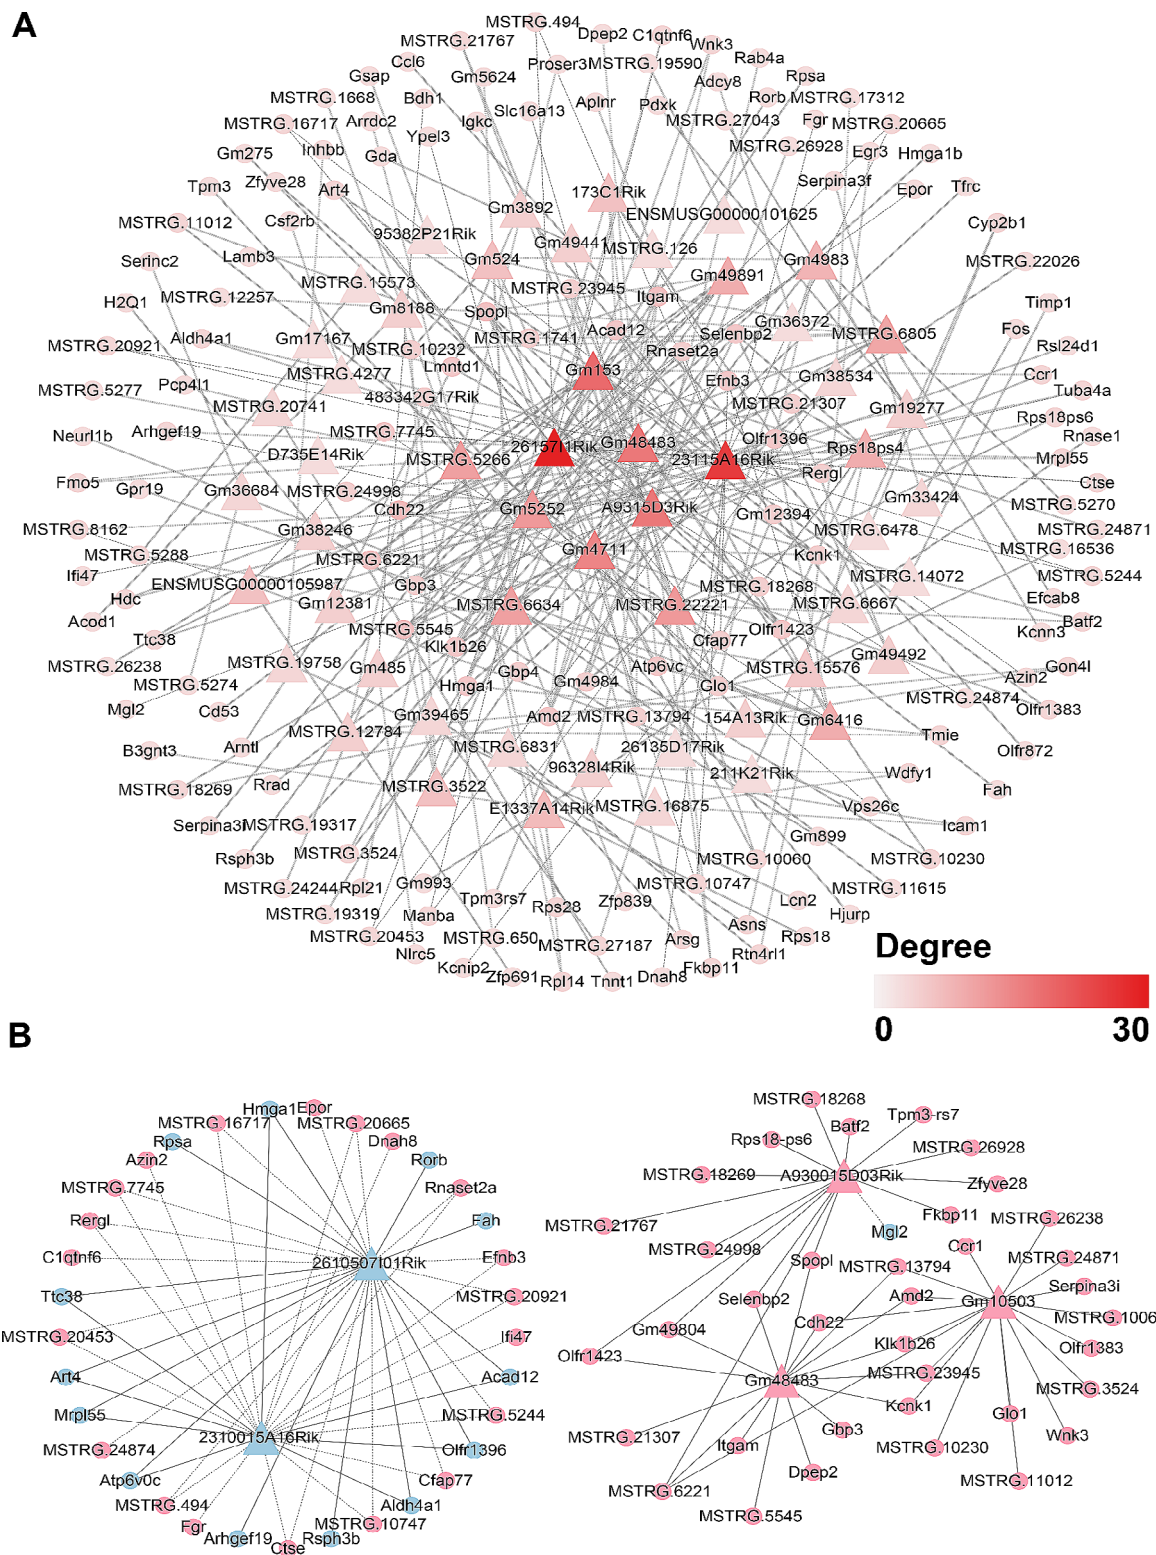 A
MSTRG.494
Dpep2
C1qtnf6
MSTRG.21767
Wnk3
Ccl6
Proser3
MSTRG.19590
Rab4a
Gsap
Gm5624
Adcy8
Rpsa
MSTRG.1668
Bdh1
Slc16a13
Aplnr
Pdxk
Rorb
MSTRG.17312
MSTRG.16717
Arrdc2
Igkc
MSTRG.27043
Fgr
MSTRG.20665
Ypel3
Gm275
Inhbb
Gda
MSTRG.26928
Egr3
Hmga1b
Tpm3
Zfyve28
Art4
173C1Rik
Serpina3f
Epor
Tfrc
Gm3892
MSTRG.11012
Csf2rb
95382P21Rik
ENSMUSG00000101625
Cyp2b1
Gm49441
MSTRG.126
Serinc2
Lamb3
Gm524
Gm4983
MSTRG.22026
Gm49891
H2Q1
MSTRG.12257
MSTRG.15573
MSTRG.23945
Itgam
Timp1
Gm8188
Spopl
Gm36372
MSTRG.20921
Aldh4a1
Gm17167
MSTRG.10232
MSTRG.1741
Acad12
Selenbp2
MSTRG.6805
Fos
Rsl24d1
Rnaset2a
MSTRG.5277
Pcp4l1
MSTRG.4277
Lmntd1
Gm153
Efnb3
Gm38534
Ccr1
Tuba4a
MSTRG.20741
483342G17Rik
MSTRG.21307
Gm19277
Rps18ps6
Neurl1b
Arhgef19
MSTRG.7745
26157I1Rik
Gm48483
Olfr1396
Rnase1
D735E14Rik
MSTRG.5266
23115A16Rik
Rps18ps4
Mrpl55
Fmo5
Gpr19
Gm36684
MSTRG.24998
Rergl
Ctse
Cdh22
Gm5252
A9315D3Rik
Gm12394
Gm33424
MSTRG.5270
MSTRG.8162
Gm38246
MSTRG.6478
MSTRG.24871
MSTRG.5288
MSTRG.6221
Gm4711
Kcnk1
MSTRG.16536
Ifi47
ENSMUSG00000105987
Gbp3
MSTRG.18268
MSTRG.14072
MSTRG.5244
Hdc
Gm12381
MSTRG.6634
MSTRG.22221
MSTRG.6667
Efcab8
Acod1
MSTRG.5545
Olfr1423
Batf2
Ttc38
Klk1b26
Cfap77
Kcnn3
MSTRG.26238
MSTRG.19758
Gm485
Gbp4
Atp6vc
MSTRG.15576
Gm49492
Gon4l
MSTRG.5274
Hmga1
Gm4984
Glo1
Azin2
Mgl2
Cd53
Gm39465
Amd2
MSTRG.13794
154A13Rik
Gm6416
MSTRG.24874
Olfr1383
B3gnt3
Arntl
MSTRG.12784
MSTRG.6831
26135D17Rik
Tmie
Olfr872
MSTRG.18269
Rrad
MSTRG.3522
96328I4Rik
211K21Rik
Wdfy1
Fah
Serpina3i
MSTRG.19317
E1337A14Rik
MSTRG.16875
Vps26c
Icam1
Gm899
Rsph3b
MSTRG.3524
MSTRG.10060
MSTRG.10230
MSTRG.24244
Rpl21
Gm993
MSTRG.10747
MSTRG.11615
MSTRG.19319
Manba
Tpm3rs7
Rps28
Zfp839
Lcn2
Hjurp
MSTRG.20453
MSTRG.650
MSTRG.27187
Arsg
Asns
Rps18
Nlrc5
Kcnip2
Zfp691
Rpl14
Tnnt1
Dnah8
Fkbp11
Rtn4rl1
Degree
0
30
B
Hmga1
Epor
MSTRG.16717
MSTRG.20665
Rpsa
Dnah8
Azin2
Rorb
MSTRG.7745
Rnaset2a
Rergl
Fah
C1qtnf6
2610507I01Rik
Efnb3
Ttc38
MSTRG.20921
MSTRG.20453
Ifi47
Art4
Acad12
Mrpl55
MSTRG.5244
2310015A16Rik
MSTRG.24874
Olfr1396
Atp6v0c
Cfap77
MSTRG.494
Aldh4a1
Fgr
MSTRG.10747
Arhgef19
Rsph3b
Ctse
MSTRG.18268
Tpm3-rs7
Batf2
Rps18-ps6
MSTRG.26928
MSTRG.18269
A930015D03Rik
Zfyve28
MSTRG.21767
Fkbp11
MSTRG.26238
Mgl2
MSTRG.24998
Ccr1
Spopl
MSTRG.13794
MSTRG.24871
Selenbp2
Amd2
Gm10503
Serpina3i
Cdh22
MSTRG.1006
Gm49804
Klk1b26
Olfr1383
Olfr1423
Gm48483
MSTRG.23945
MSTRG.3524
Kcnk1
Glo1
MSTRG.21307
Gbp3
Wnk3
Itgam
MSTRG.10230
Dpep2
MSTRG.11012
MSTRG.6221
MSTRG.5545